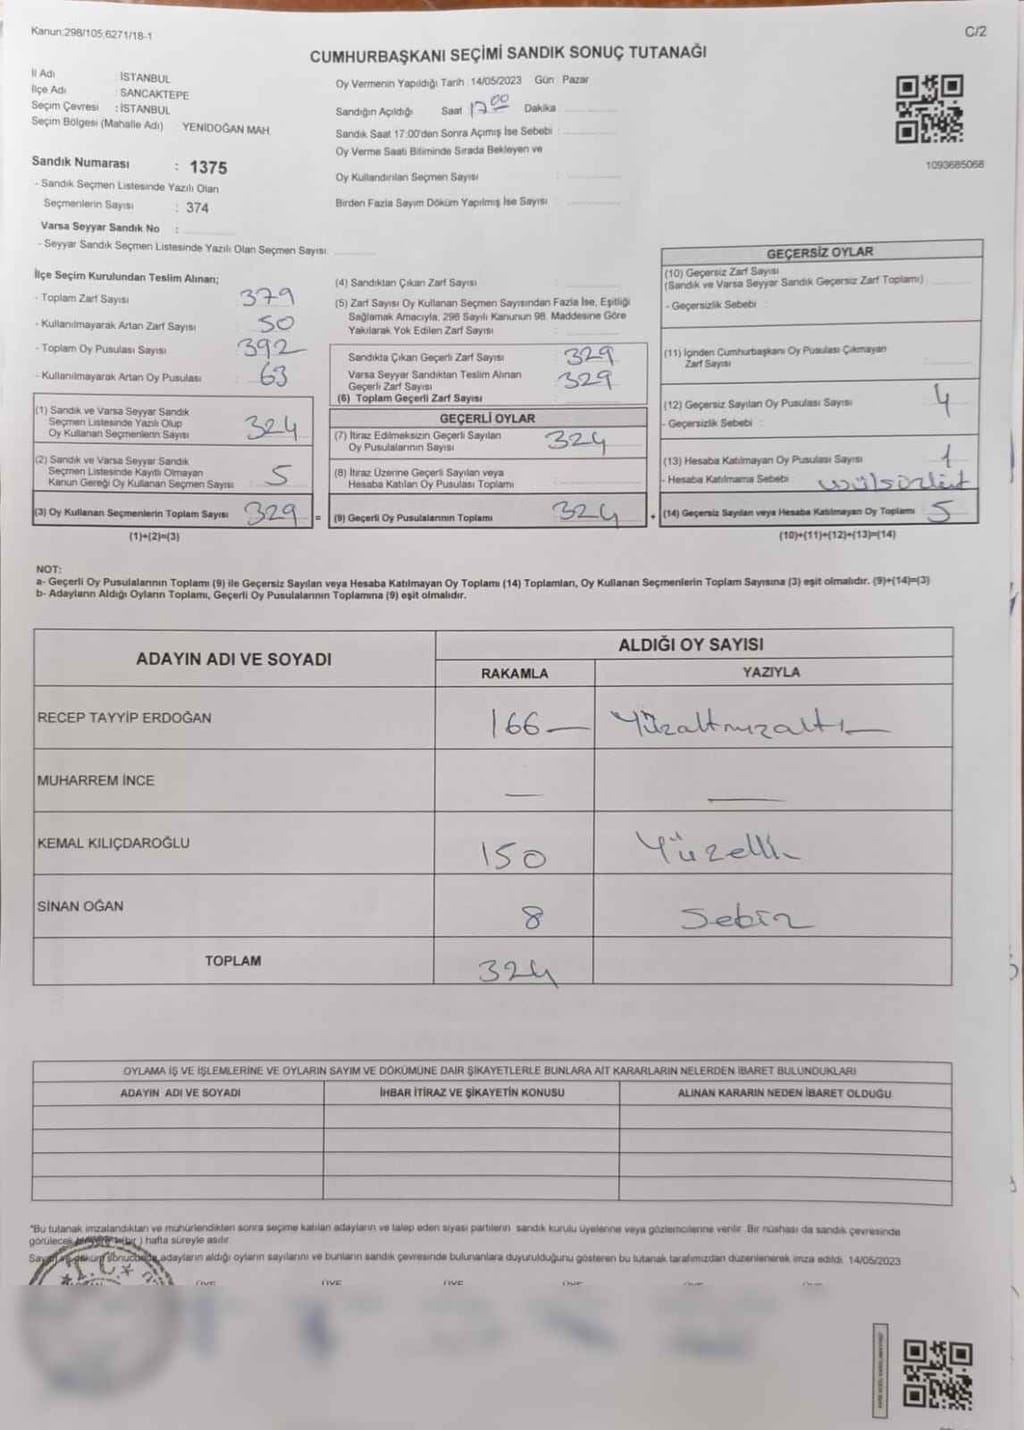 Kanun:298/105;6271/18-1
C/2
CUMHURBAŞKANI SEÇİMİ SANDIK SONUÇ TUTANAĞI
İl Adı : İSTANBUL
İlçe Adı : SANCAKTEPE
Seçim Çevresi : İSTANBUL
Seçim Bölgesi (Mahalle Adı) YENİDOĞAN MAH.
Sandık Numarası : 1375
- Sandık Seçmen Listesinde Yazılı Olan
Seçmenlerin Sayısı : 374
Varsa Seyyar Sandık No :
- Seyyar Sandık Seçmen Listesinde Yazılı Olan Seçmen Sayısı:
Oy Vermenin Yapıldığı Tarih :14/05/2023 Gün : Pazar
Sandığın Açıldığı Saat 17:00 Dakika
Sandık Saat 17:00'den Sonra Açımış İse Sebebi :
Oy Verme Saati Bitiminde Sırada Bekleyen ve
Oy Kullandırılan Seçmen Sayısı :
Birden Fazla Sayım Döküm Yapılmış İse Sayısı :
1093685068
İlçe Seçim Kurulundan Teslim Alınan;
- Toplam Zarf Sayısı : 379
- Kullanılmayarak Artan Zarf Sayısı : 50
- Toplam Oy Pusulası Sayısı : 392
- Kullanılmayarak Artan Oy Pusulası : 63
(1) Sandık ve Varsa Seyyar Sandık
Seçmen Listesinde Yazılı Olup
Oy Kullanan Seçmenlerin Sayısı : 324
(2) Sandık ve Varsa Seyyar Sandık
Seçmen Listesinde Kayıtlı Olmayan
Kanun Gereği Oy Kullanan Seçmen Sayısı : 5
(3) Oy Kullanan Seçmenlerin Toplam Sayısı : 329 =
(1)+(2)=(3)
(4) Sandıktan Çıkan Zarf Sayısı :
(5) Zarf Sayısı Oy Kullanan Seçmen Sayısından Fazla İse, Eşitliği
Sağlamak Amacıyla, 298 Sayılı Kanunun 98. Maddesine Göre
Yakılarak Yok Edilen Zarf Sayısı :
Sandıkta Çıkan Geçerli Zarf Sayısı : 329
Varsa Seyyar Sandıktan Teslim Alınan
Geçerli Zarf Sayısı : 329
(6) Toplam Geçerli Zarf Sayısı :
GEÇERLİ OYLAR
(7) İtiraz Edilmeksizin Geçerli Sayılan
Oy Pusulalarının Sayısı : 324
(8) İtiraz Üzerine Geçerli Sayılan veya
Hesaba Katılan Oy Pusulası Toplamı :
(9) Geçerli Oy Pusulalarının Toplamı : 324 +
GEÇERSİZ OYLAR
(10) Geçersiz Zarf Sayısı
(Sandık ve Varsa Seyyar Sandık Geçersiz Zarf Toplamı) :
- Geçersizlik Sebebi :
(11) İçinden Cumhurbaşkanı Oy Pusulası Çıkmayan
Zarf Sayısı :
(12) Geçersiz Sayılan Oy Pusulası Sayısı : 4
- Geçersizlik Sebebi :
(13) Hesaba Katılmayan Oy Pusulası Sayısı : 1
- Hesaba Katılmama Sebebi :
(14) Geçersiz Sayılan veya Hesaba Katılmayan Oy Toplamı : 5
(10)+(11)+(12)+(13)=(14)
NOT:
a- Geçerli Oy Pusulalarının Toplamı (9) ile Geçersiz Sayılan veya Hesaba Katılmayan Oy Toplamı (14) Toplamları, Oy Kullanan Seçmenlerin Toplam Sayısına (3) eşit olmalıdır. (9)+(14)=(3)
b- Adayların Aldığı Oyların Toplamı, Geçerli Oy Pusulalarının Toplamına (9) eşit olmalıdır.
ADAYIN ADI VE SOYADI
ALDIĞI OY SAYISI
RAKAMLA YAZIYLA
RECEP TAYYİP ERDOĞAN 166 Yüzaltmışaltı
MUHARREM İNCE — —
KEMAL KILIÇDAROĞLU 150 Yüzelli
SİNAN OĞAN 8 Sekiz
TOPLAM 324
OYLAMA İŞ VE İŞLEMLERİNE VE OYLARIN SAYIM VE DÖKÜMÜNE DAİR ŞİKAYETLERLE BUNLARA AİT KARARLARIN NELERDEN İBARET BULUNDUKLARI
ADAYIN ADI VE SOYADI İHBAR İTİRAZ VE ŞİKAYETİN KONUSU ALINAN KARARIN NEDEN İBARET OLDUĞU
*Bu tutanak imzalandıktan ve mühürlendikten sonra seçime katılan adayların ve talep eden siyasi partilerin sandık kurulu üyelerine veya gözlemcilerine verilir. Bir nüshası da sandık çevresinde
görülecek bir yere (bir) hafta süreyle asılır.
Sayım ve döküm sonucunda adayların aldığı oyların sayılarını ve bunların sandık çevresinde bulunanlara duyurulduğunu gösteren bu tutanak tarafımızdan düzenlenerek imza edildi. 14/05/2023
T.C.
ÜYE ÜYE ÜYE ÜYE ÜYE